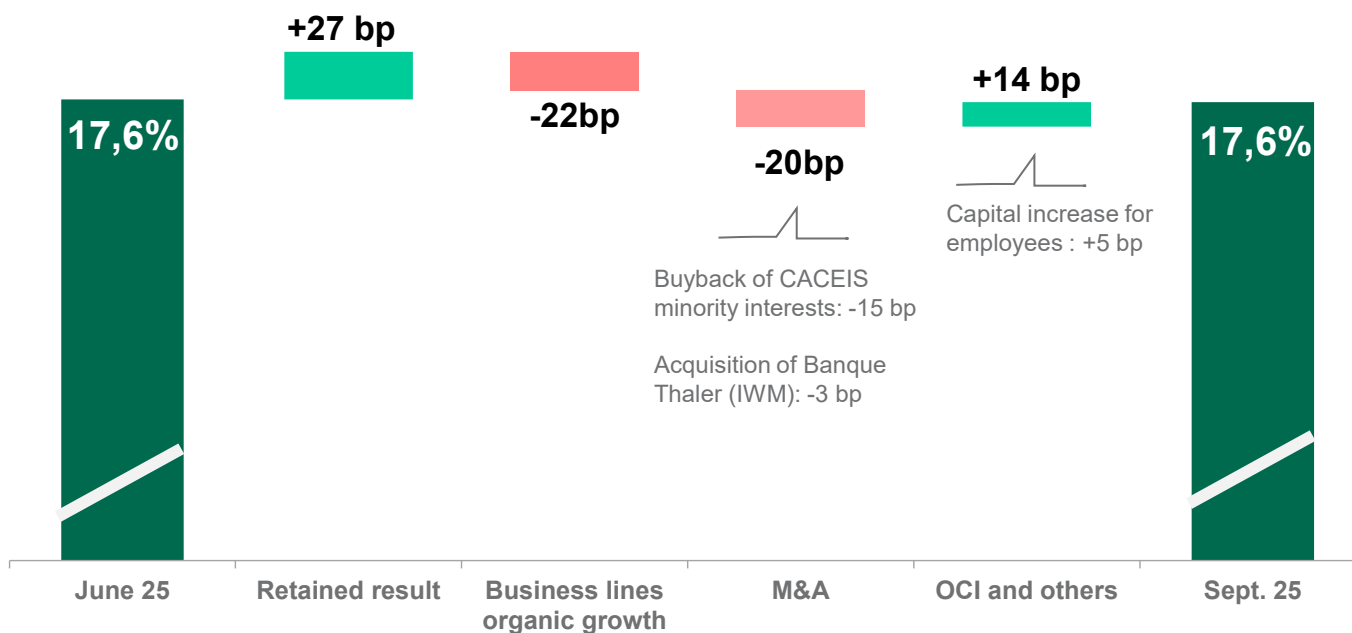 +27 bp
-22bp
-20bp
+14 bp
17,6%
17,6%
Capital increase for
employees : +5 bp
Buyback of CACEIS
minority interests: -15 bp
Acquisition of Banque
Thaler (IWM): -3 bp
June 25
Retained result
Business lines
organic growth
M&A
OCI and others
Sept. 25